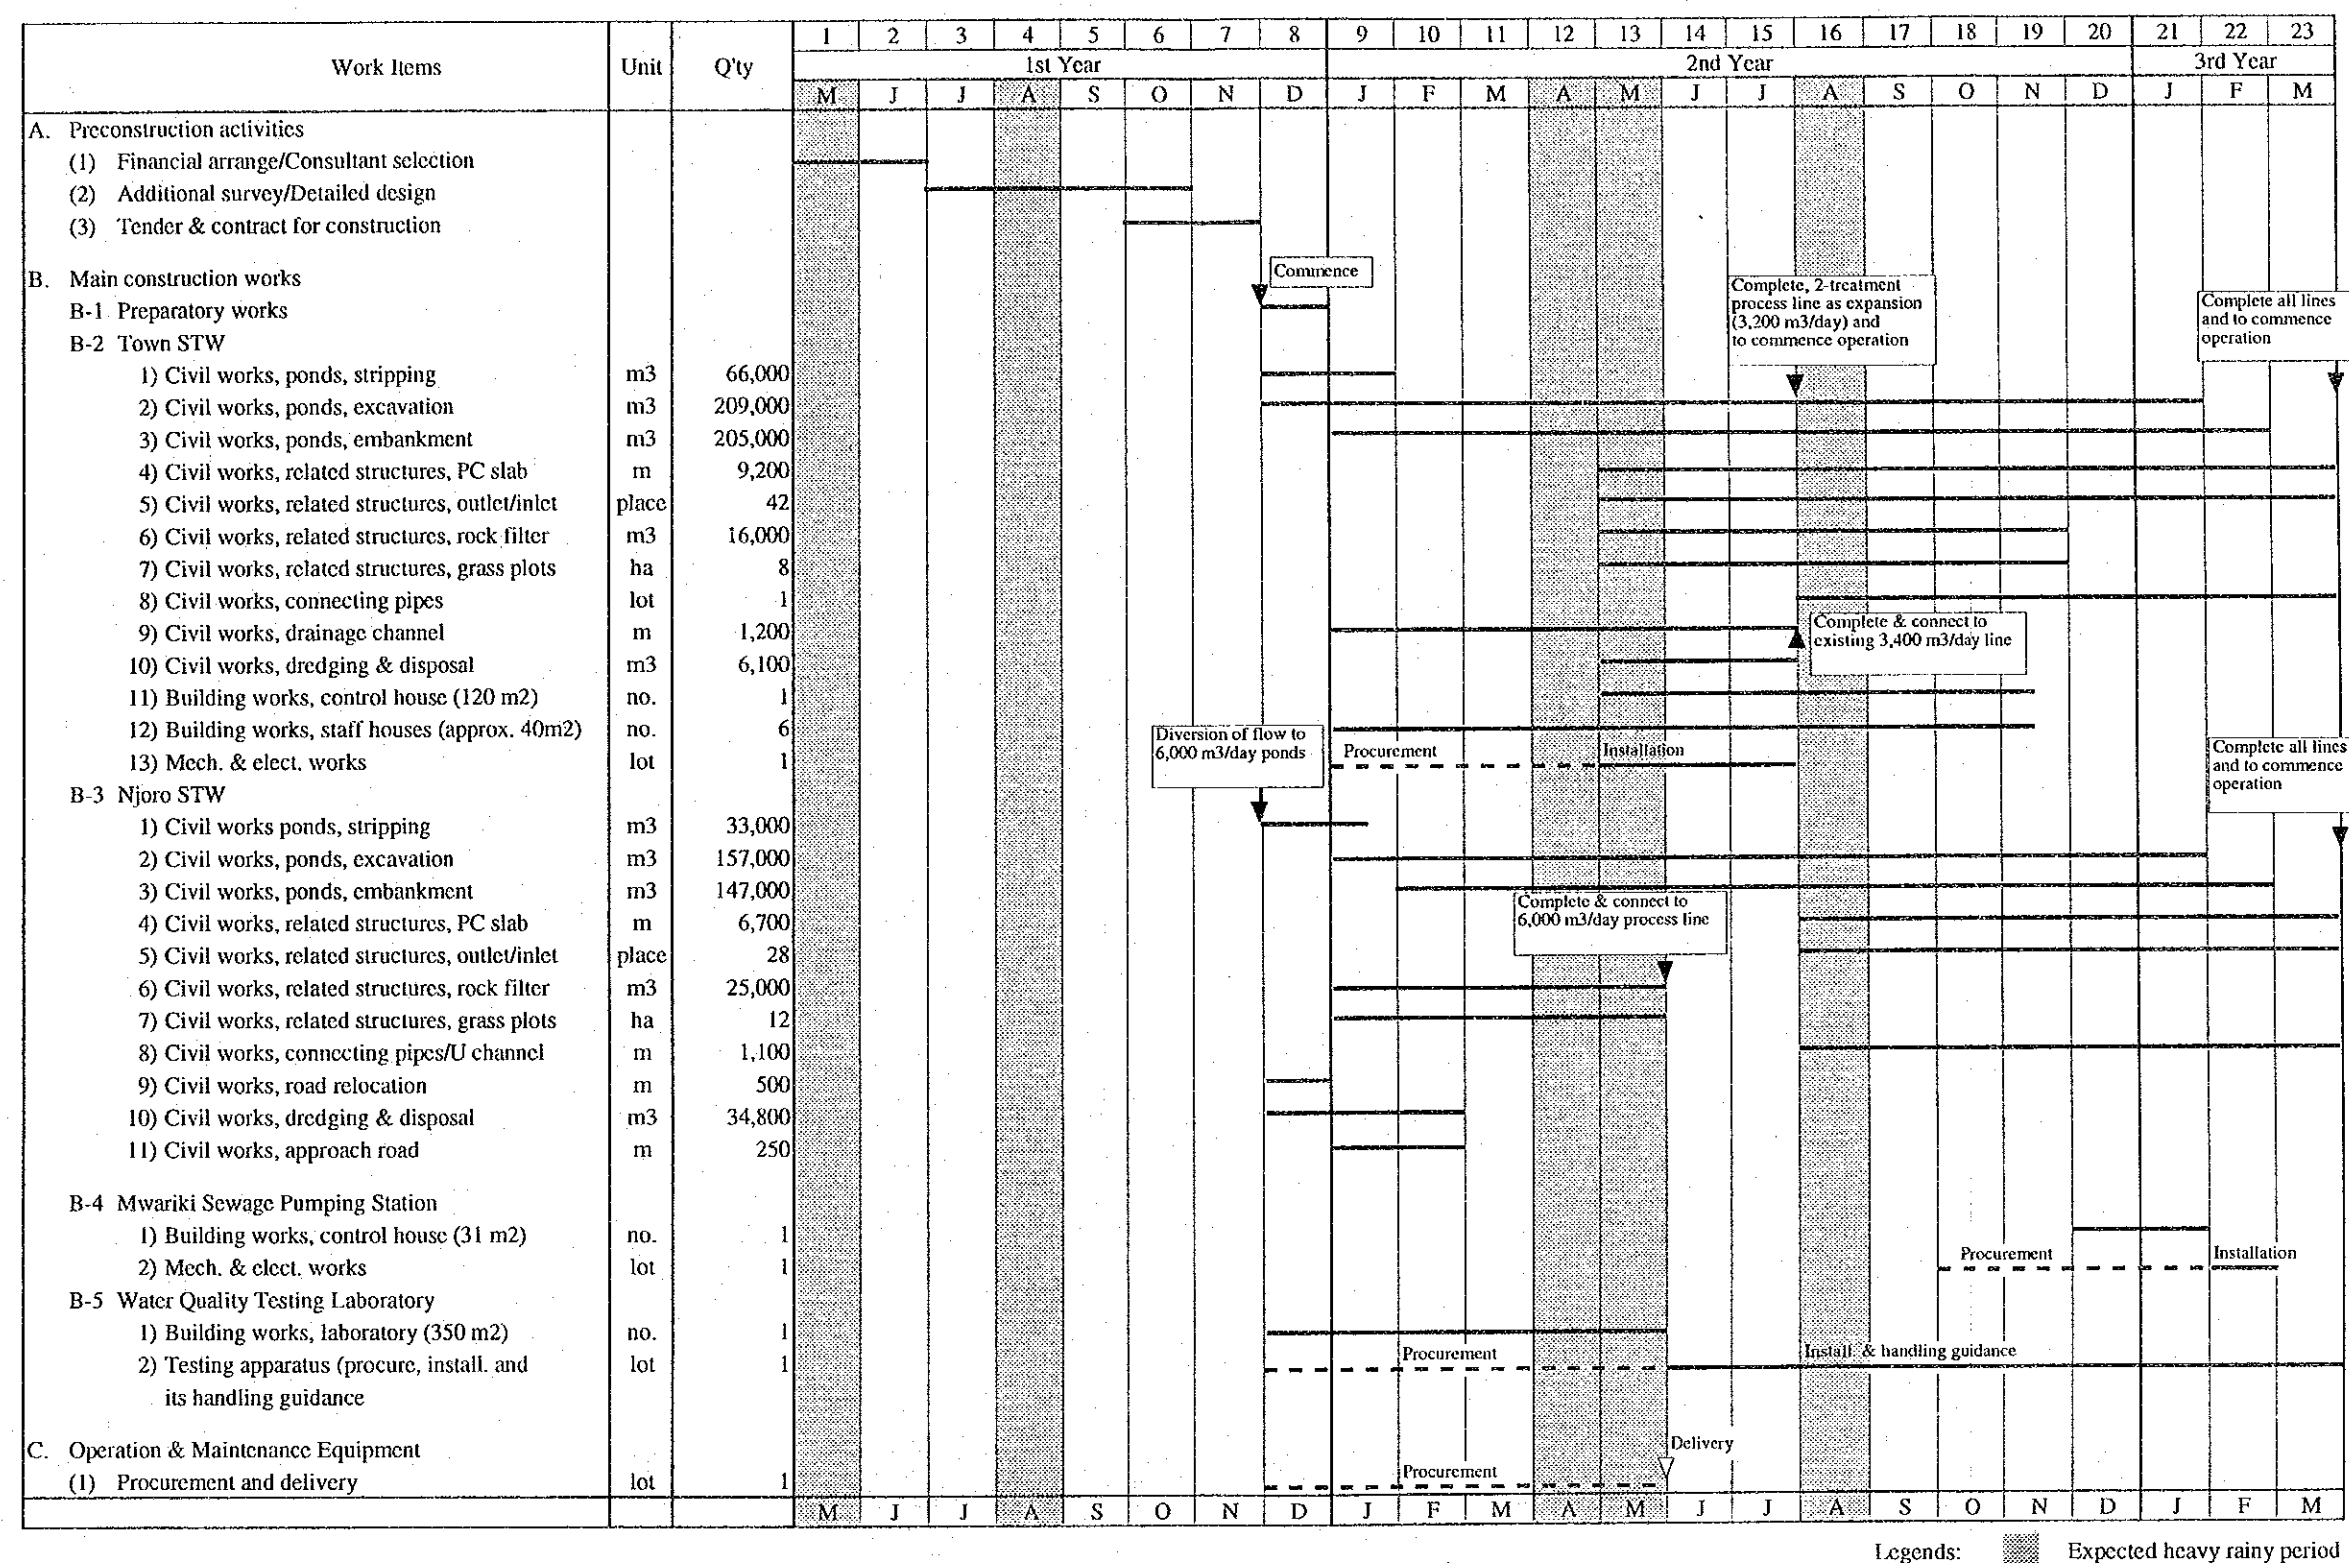 1 2 3 4 5 6 7 8 9 10 11 12 13 14 15 16 17 18 19 20 21 22 23
Work Items Unit Q'ty 1st Year 2nd Year 3rd Year
M J J A S O N D J F M A M J J A S O N D J F M
A. Preconstruction activities
(1) Financial arrange/Consultant selection
(2) Additional survey/Detailed design
(3) Tender & contract for construction
Commence
B. Main construction works
Complete, 2-treatment
process line as expansion
(3,200 m3/day) and
to commence operation
Complete all lines
and to commence
operation
B-1 Preparatory works
B-2 Town STW
1) Civil works, ponds, stripping m3 66,000
2) Civil works, ponds, excavation m3 209,000
3) Civil works, ponds, embankment m3 205,000
4) Civil works, related structures, PC slab m 9,200
5) Civil works, related structures, outlet/inlet place 42
6) Civil works, related structures, rock filter m3 16,000
7) Civil works, related structures, grass plots ha 8
8) Civil works, connecting pipes lot 1
9) Civil works, drainage channel m 1,200
Complete & connect to
existing 3,400 m3/day line
10) Civil works, dredging & disposal m3 6,100
11) Building works, control house (120 m2) no. 1
12) Building works, staff houses (approx. 40m2) no. 6
Diversion of flow to
6,000 m3/day ponds
Procurement Installation
Complete all lines
and to commence
operation
13) Mech. & elect. works lot 1
B-3 Njoro STW
1) Civil works ponds, stripping m3 33,000
2) Civil works, ponds, excavation m3 157,000
3) Civil works, ponds, embankment m3 147,000
Complete & connect to
6,000 m3/day process line
4) Civil works, related structures, PC slab m 6,700
5) Civil works, related structures, outlet/inlet place 28
6) Civil works, related structures, rock filter m3 25,000
7) Civil works, related structures, grass plots ha 12
8) Civil works, connecting pipes/U channel m 1,100
9) Civil works, road relocation m 500
10) Civil works, dredging & disposal m3 34,800
11) Civil works, approach road m 250
B-4 Mwariki Sewage Pumping Station
1) Building works, control house (31 m2) no. 1
Procurement Installation
2) Mech. & elect. works lot 1
B-5 Water Quality Testing Laboratory
1) Building works, laboratory (350 m2) no. 1
Procurement Install. & handling guidance
2) Testing apparatus (procure, install. and lot 1
its handling guidance
C. Operation & Maintenance Equipment
Delivery
Procurement
(1) Procurement and delivery lot 1
M J J A S O N D J F M A M J J A S O N D J F M
Legends: Expected heavy rainy period